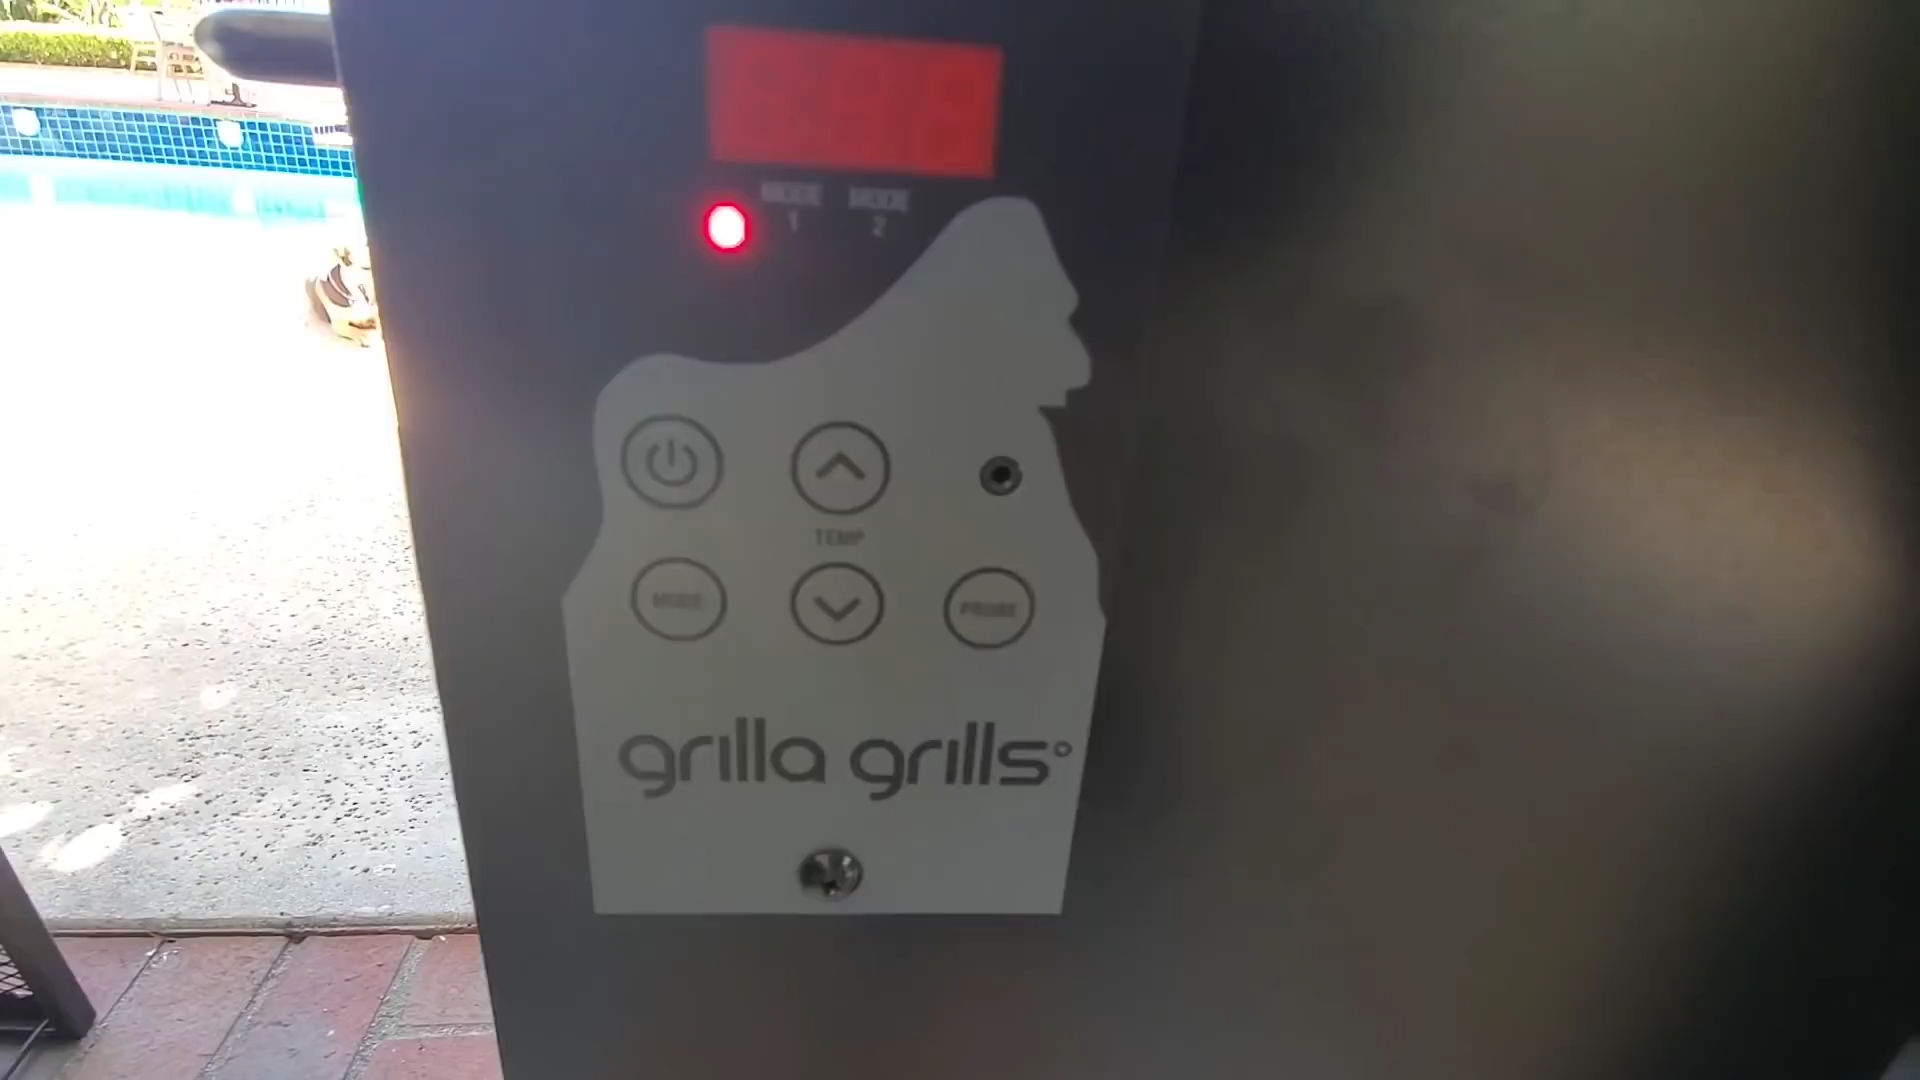 MODE MODE
1 2
TEMP
MODE PROBE
grilla grills